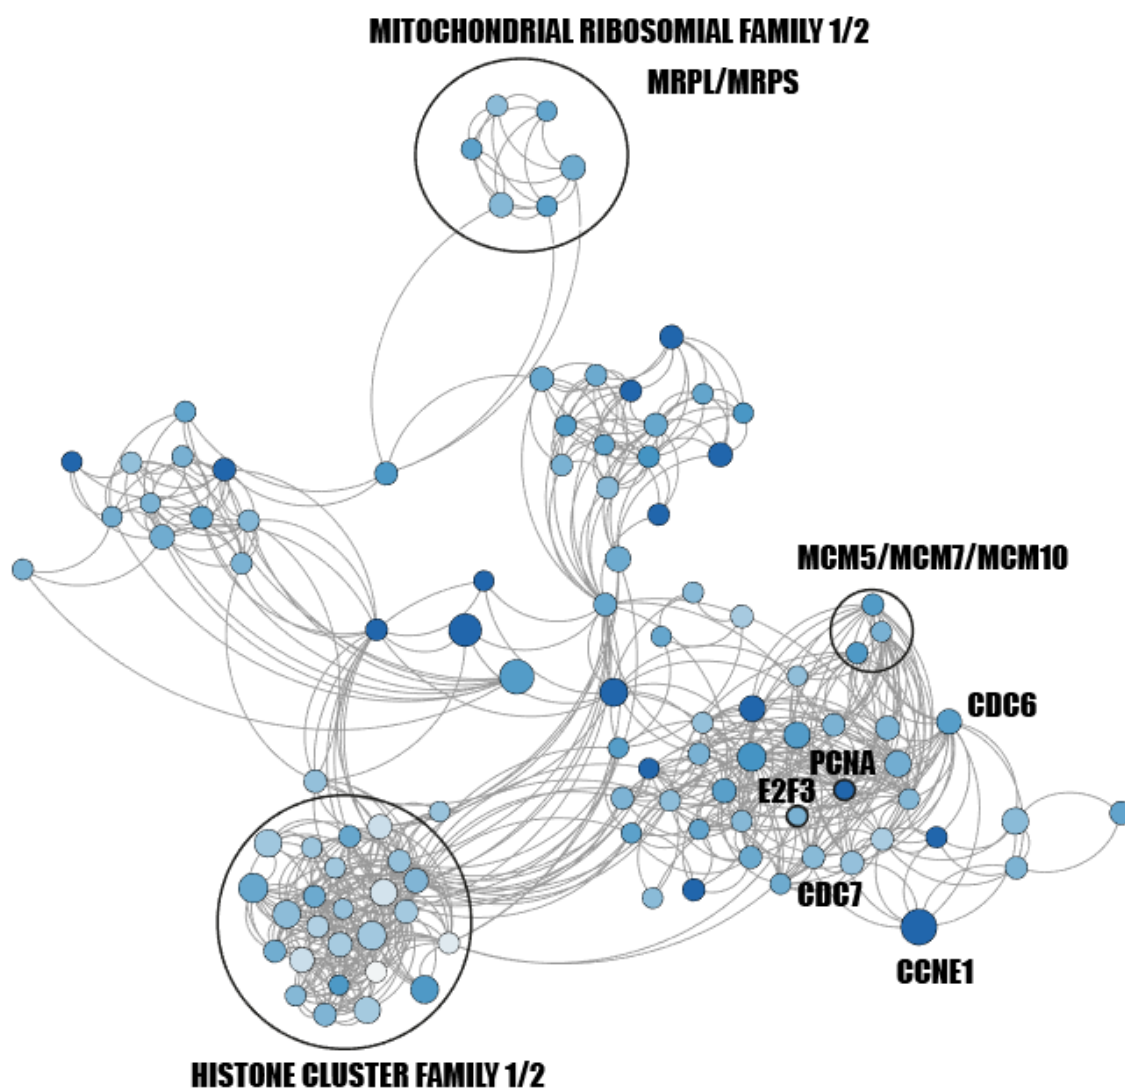 MITOCHONDRIAL RIBOSOMIAL FAMILY 1/2
MRPL/MRPS
MCM5/MCM7/MCM10
CDC6
PCNA
E2F3
CDC7
CCNE1
HISTONE CLUSTER FAMILY 1/2